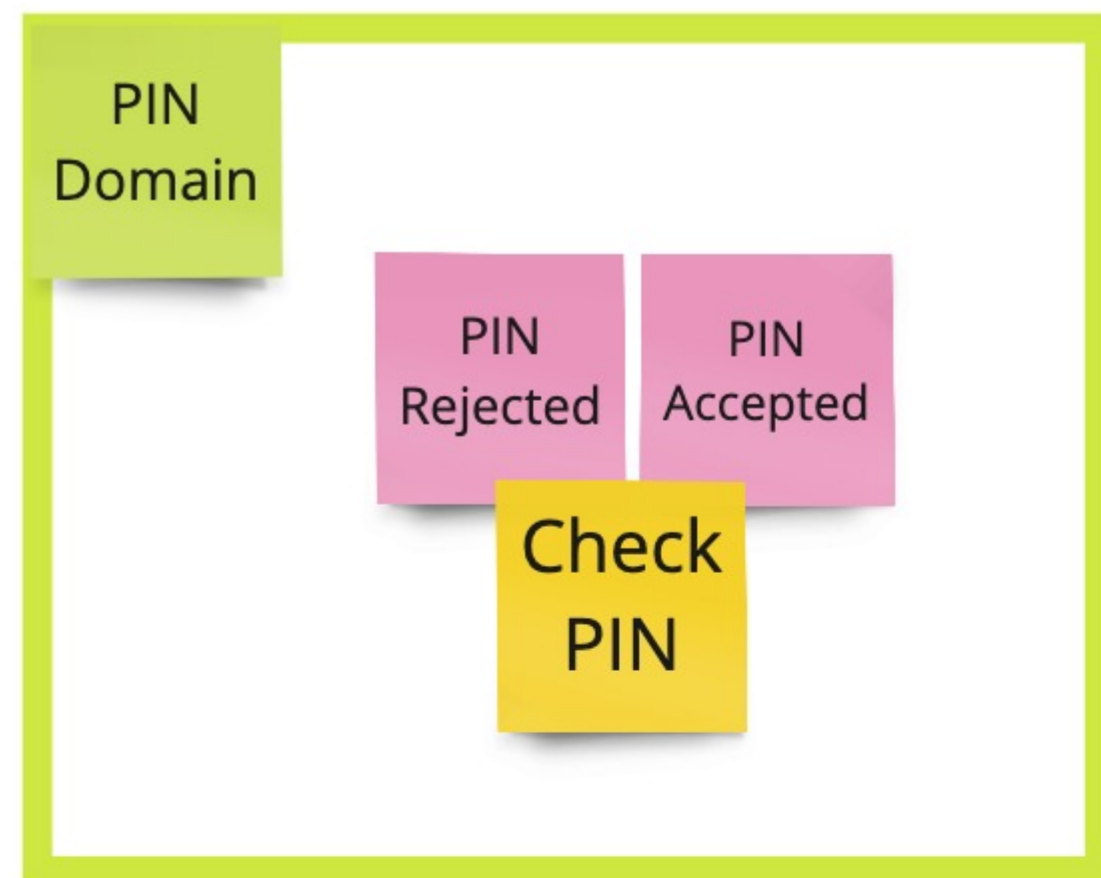 PIN
Domain
PIN
Rejected
PIN
Accepted
Check
PIN